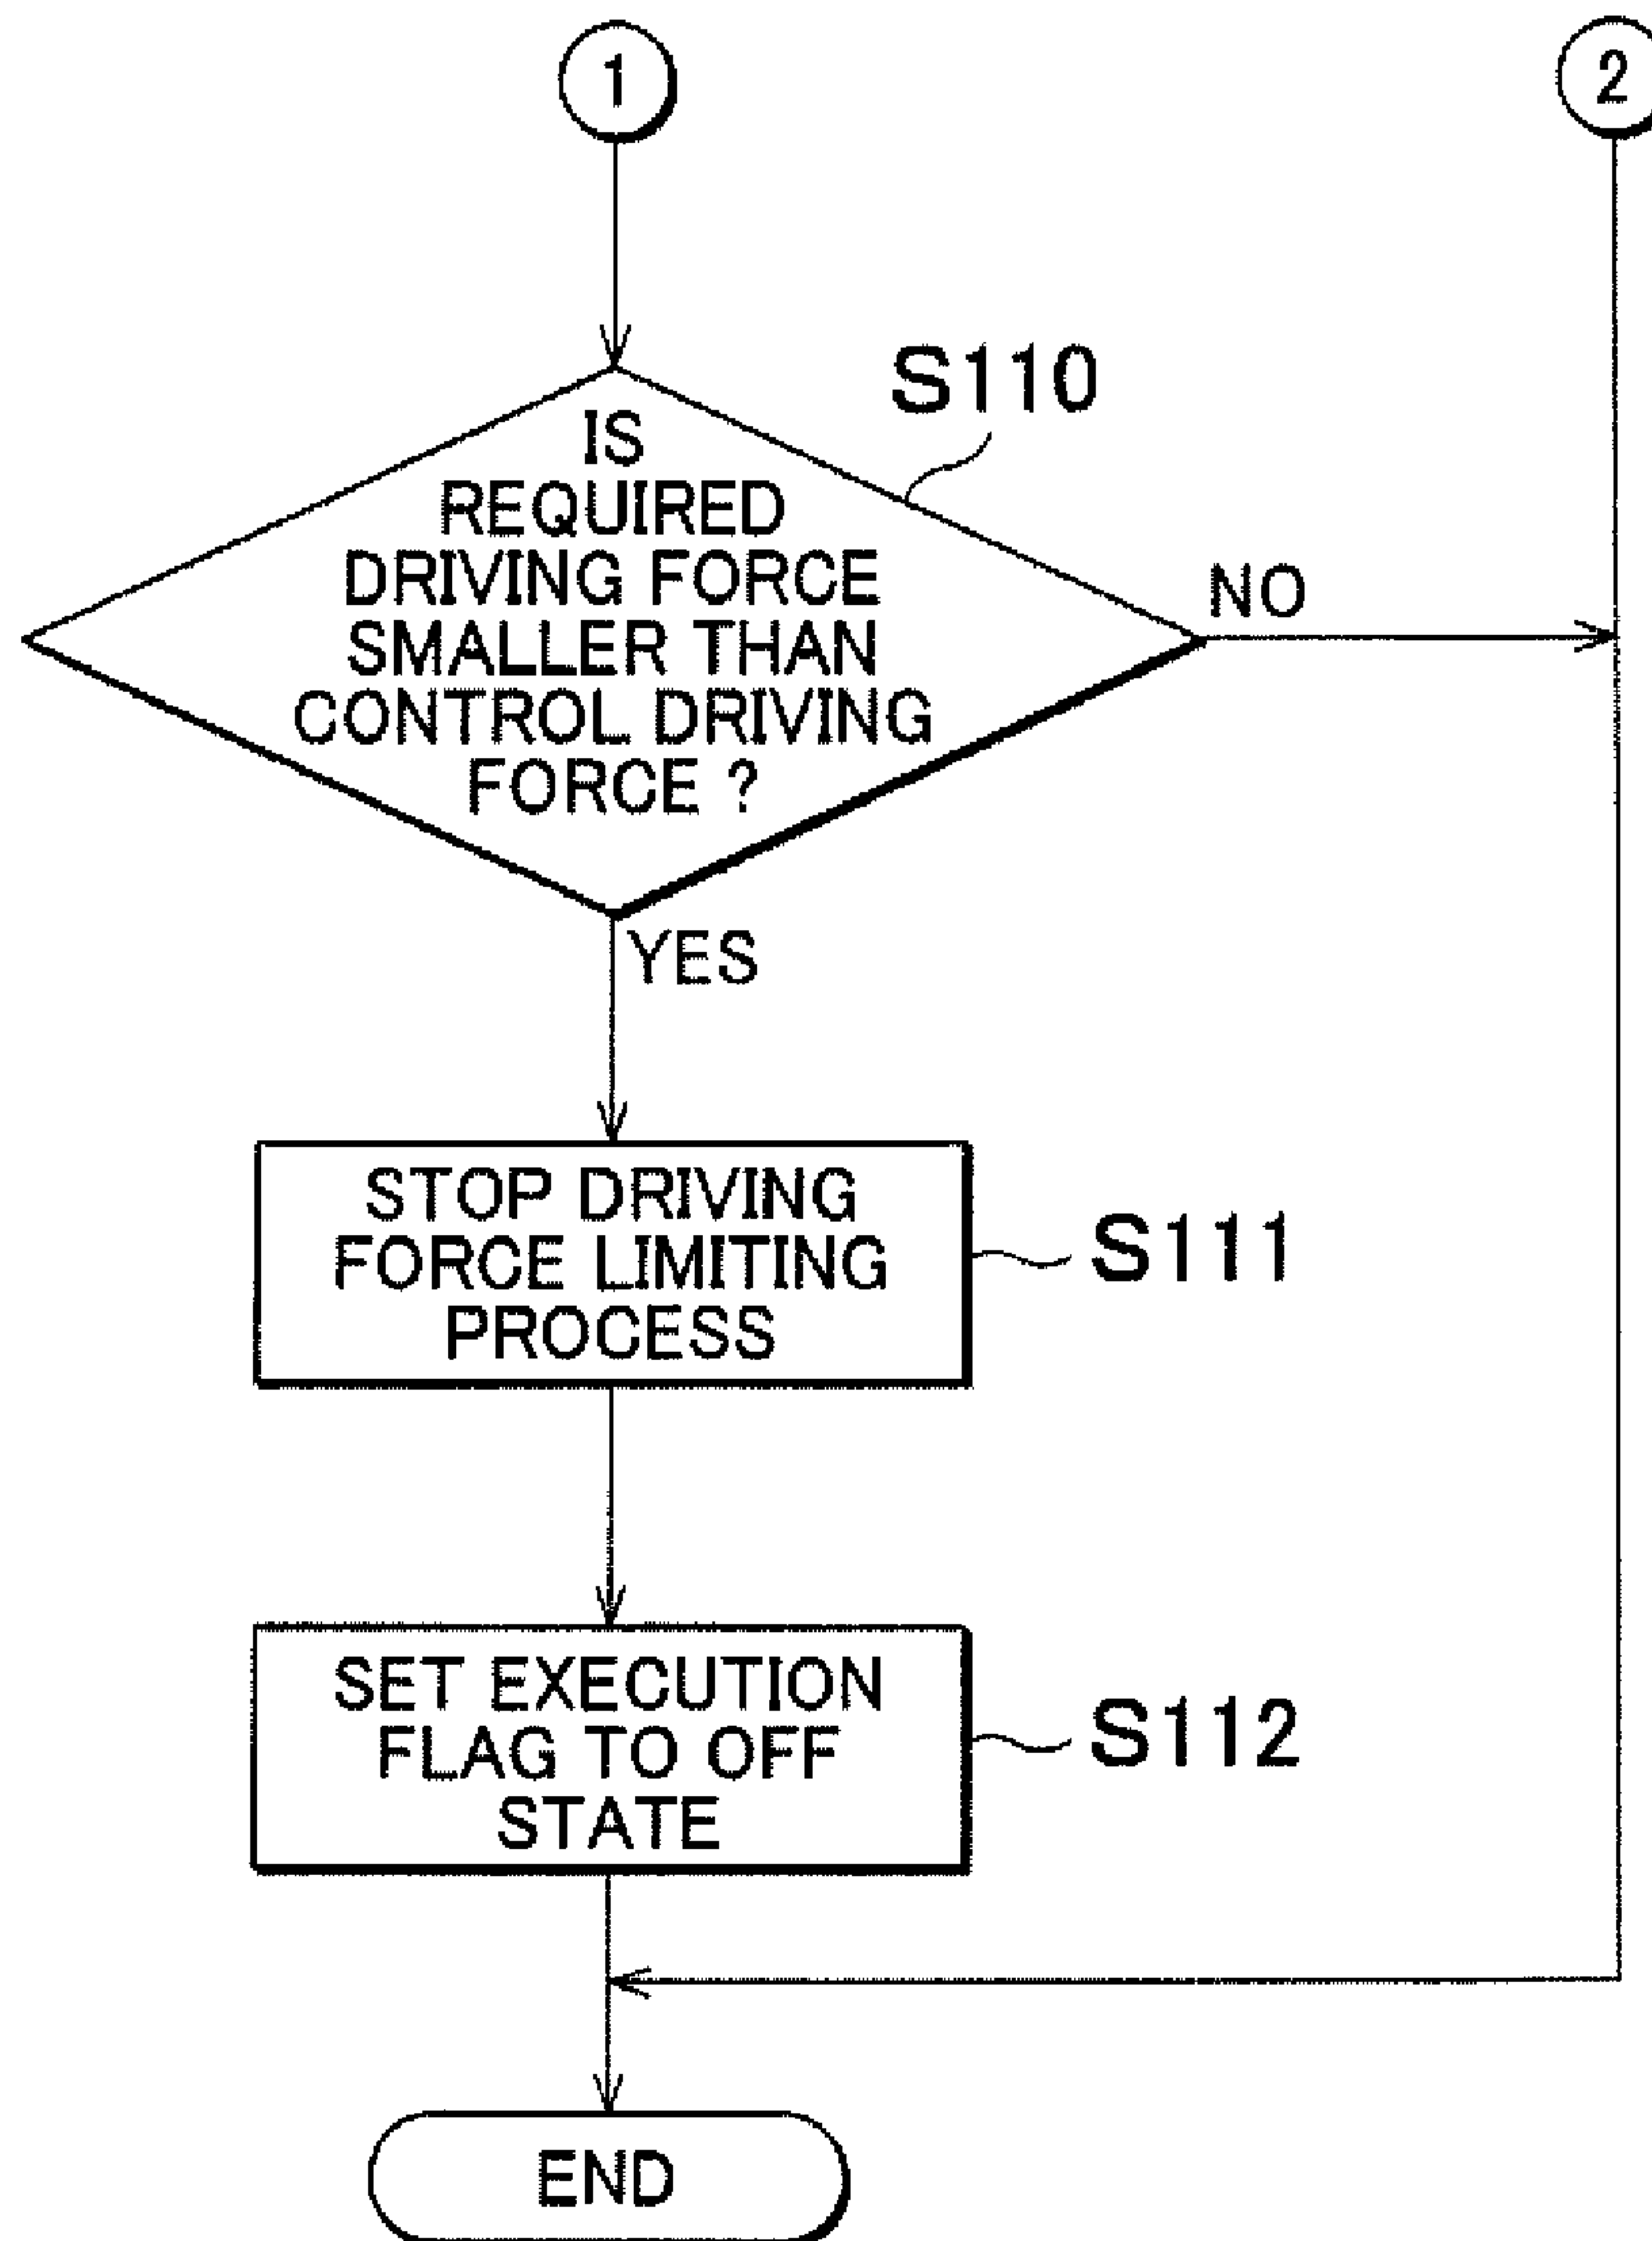 1
2
S110
IS
REQUIRED
DRIVING FORCE
SMALLER THAN
CONTROL DRIVING
FORCE ?
NO
YES
STOP DRIVING
FORCE LIMITING
PROCESS
S111
SET EXECUTION
FLAG TO OFF
STATE
S112
END